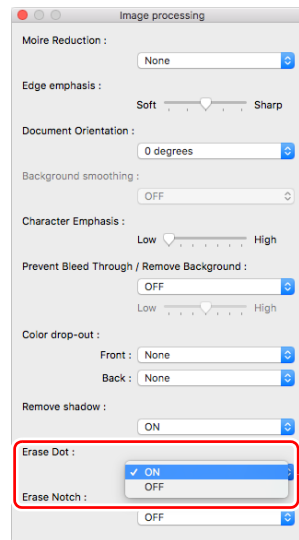 Image processing
Moire Reduction :
None
Edge emphasis :
Soft Sharp
Document Orientation :
0 degrees
Background smoothing :
OFF
Character Emphasis :
Low High
Prevent Bleed Through / Remove Background :
OFF
Low High
Color drop-out :
Front : None
Back : None
Remove shadow :
ON
Erase Dot :
✓ ON
OFF
Erase Notch :
OFF